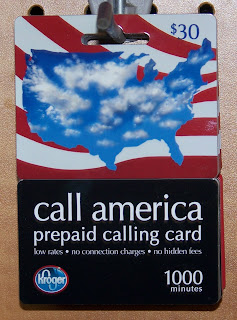 $30
call america
prepaid calling card
low rates • no connection charges • no hidden fees
Kroger
1000
minutes